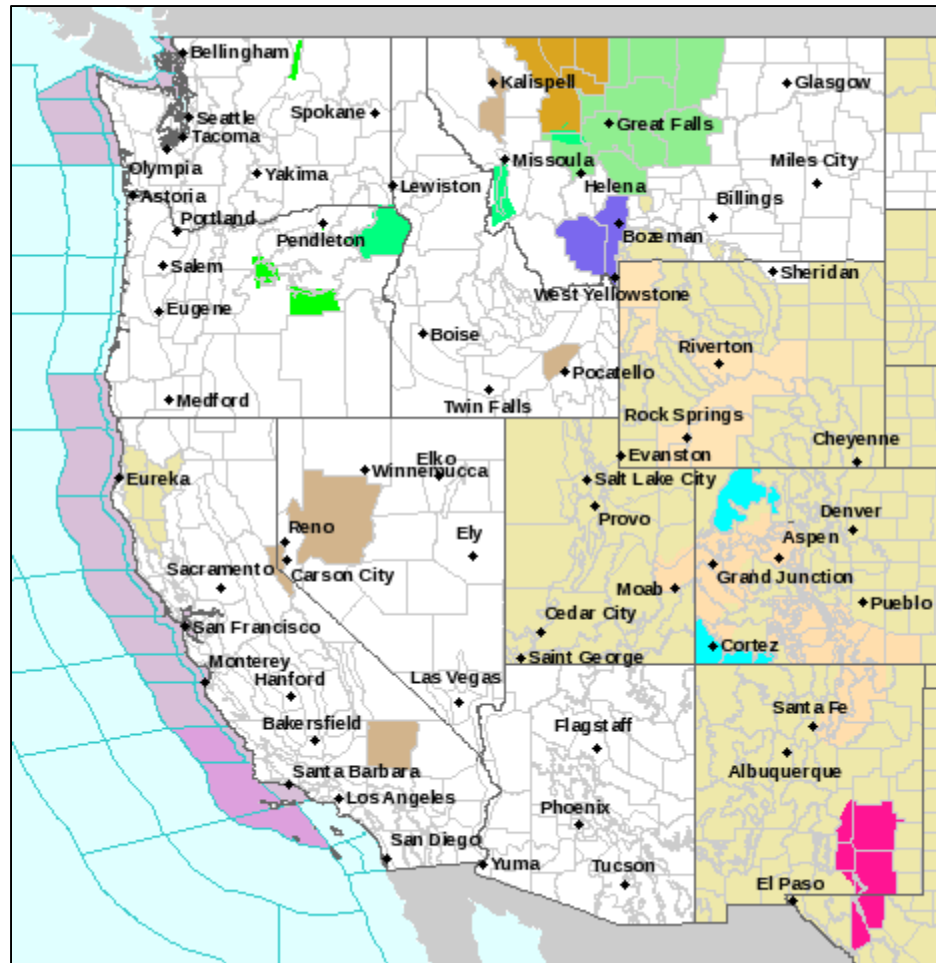 Bellingham
Kalispell
Glasgow
Seattle
Spokane
Great Falls
Tacoma
Olympia
Missoula
Miles City
Yakima
Helena
Lewiston
Astoria
Billings
Portland
Pendleton
Bozeman
Salem
Sheridan
West Yellowstone
Eugene
Boise
Riverton
Pocatello
Medford
Twin Falls
Rock Springs
Cheyenne
Elko
Evanston
Winnemucca
Eureka
Salt Lake City
Provo
Denver
Reno
Ely
Aspen
Sacramento
Carson City
Grand Junction
Moab
Pueblo
Cedar City
San Francisco
Cortez
Saint George
Monterey
Hanford
Las Vegas
Santa Fe
Bakersfield
Flagstaff
Albuquerque
Santa Barbara
Los Angeles
Phoenix
San Diego
Yuma
Tucson
El Paso